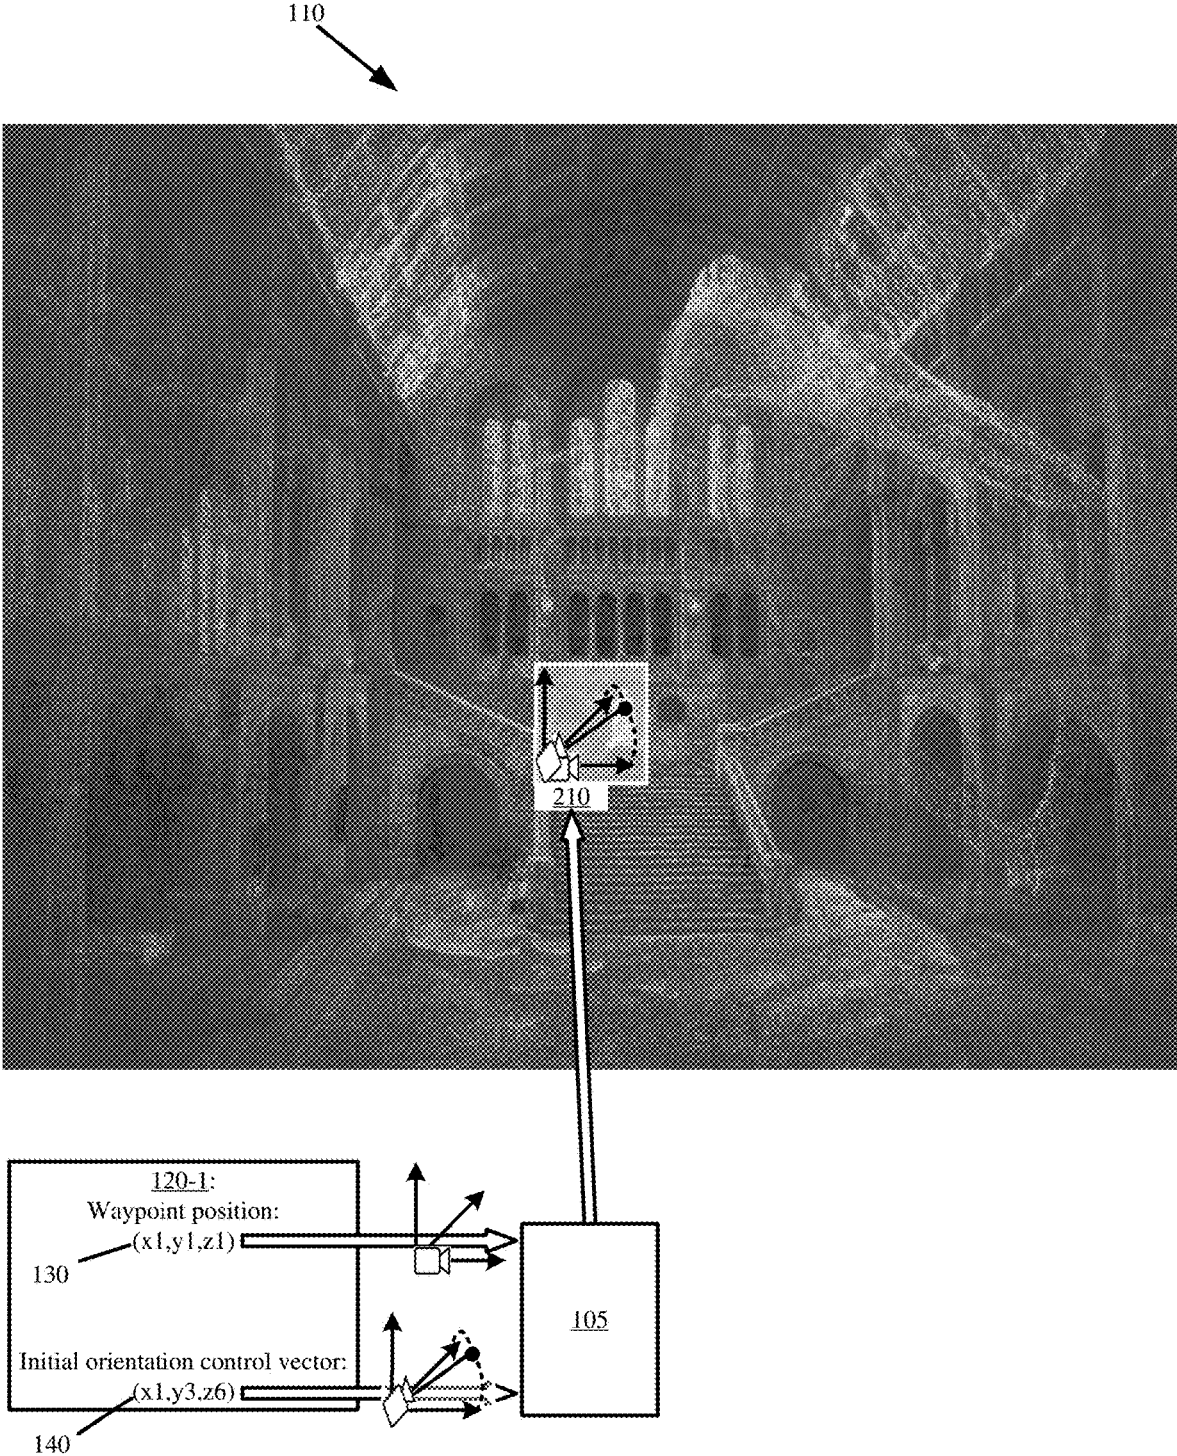 110
210
120-1:
Waypoint position:
(x1,y1,z1)
130
105
Initial orientation control vector:
(x1,y3,z6)
140